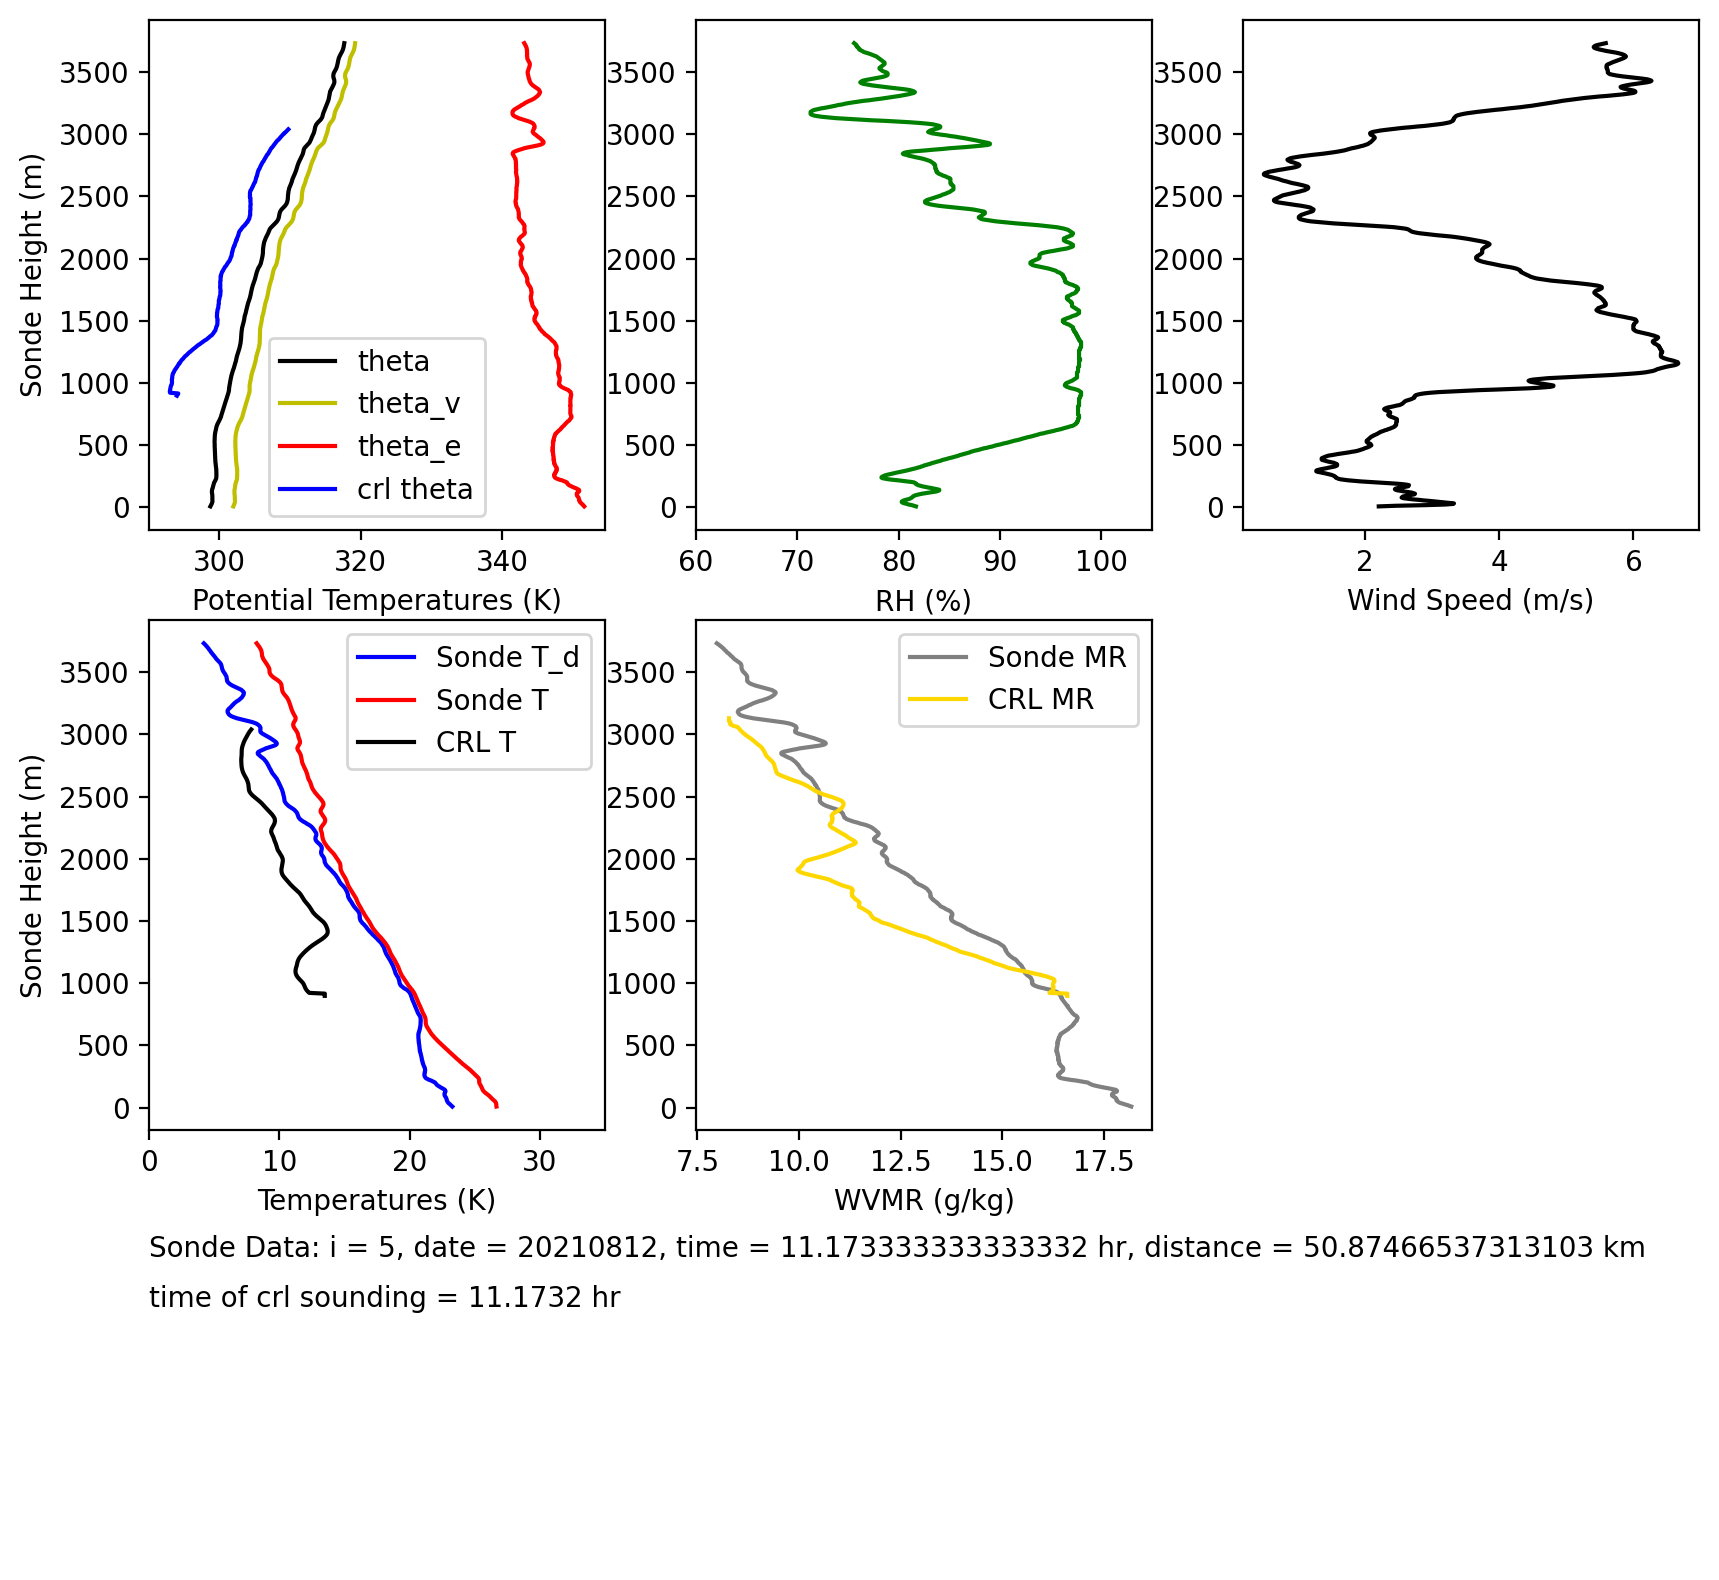 3500
3000
2500
2000
1500
1000
500
0
Sonde Height (m)
theta
theta_v
theta_e
crl theta
300 320 340
Potential Temperatures (K)
3500
3000
2500
2000
1500
1000
500
0
60 70 80 90 100
RH (%)
3500
3000
2500
2000
1500
1000
500
0
2 4 6
Wind Speed (m/s)
3500
3000
2500
2000
1500
1000
500
0
Sonde Height (m)
Sonde T_d
Sonde T
CRL T
0 10 20 30
Temperatures (K)
3500
3000
2500
2000
1500
1000
500
0
Sonde MR
CRL MR
7.5 10.0 12.5 15.0 17.5
WVMR (g/kg)
Sonde Data: i = 5, date = 20210812, time = 11.173333333333332 hr, distance = 50.87466537313103 km
time of crl sounding = 11.1732 hr